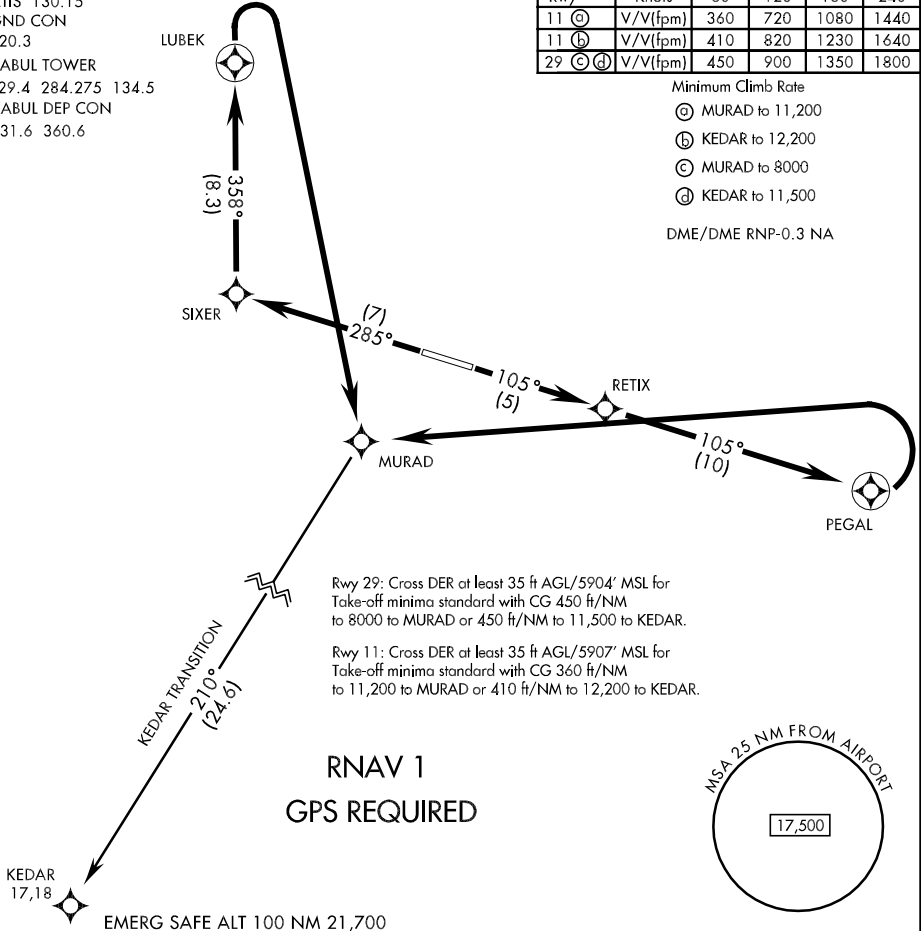 130.15
GND CON
20.3
ABUL TOWER
29.4 284.275 134.5
ABUL DEP CON
31.6 360.6
11 ⓐ V/V(fpm) 360 720 1080 1440
11 ⓑ V/V(fpm) 410 820 1230 1640
29 ⓒ ⓓ V/V(fpm) 450 900 1350 1800
Minimum Climb Rate
ⓐ MURAD to 11,200
ⓑ KEDAR to 12,200
ⓒ MURAD to 8000
ⓓ KEDAR to 11,500
DME/DME RNP-0.3 NA
LUBEK
358°
(8.3)
SIXER
(7)
285°
105°
(5)
RETIX
105°
(10)
PEGAL
MURAD
Rwy 29: Cross DER at least 35 ft AGL/5904' MSL for
Take-off minima standard with CG 450 ft/NM
to 8000 to MURAD or 450 ft/NM to 11,500 to KEDAR.
Rwy 11: Cross DER at least 35 ft AGL/5907' MSL for
Take-off minima standard with CG 360 ft/NM
to 11,200 to MURAD or 410 ft/NM to 12,200 to KEDAR.
KEDAR TRANSITION
210°
(24.6)
RNAV 1
GPS REQUIRED
MSA 25 NM FROM AIRPORT
17,500
KEDAR
17,18
EMERG SAFE ALT 100 NM 21,700